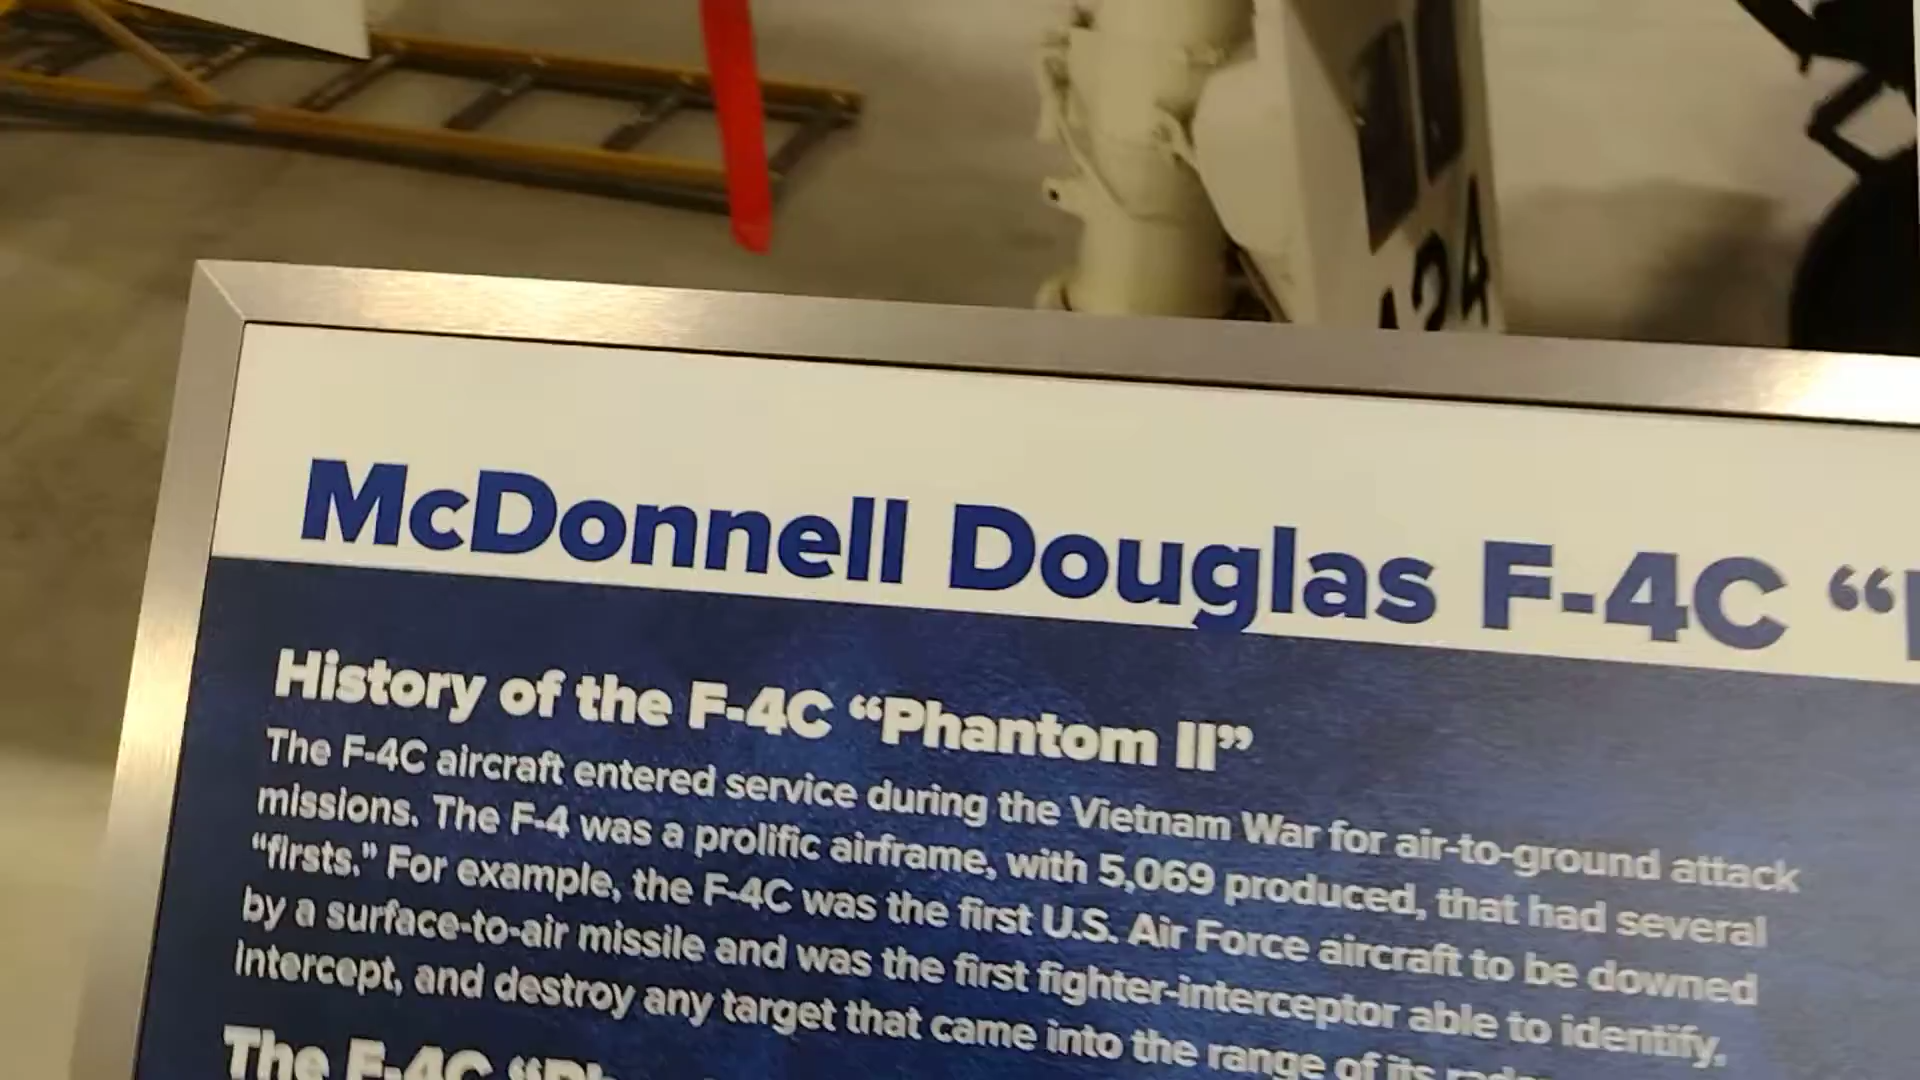 24
McDonnell Douglas F-4C “
History of the F-4C “Phantom II”
The F-4C aircraft entered service during the Vietnam War for air-to-ground attack
missions. The F-4 was a prolific airframe, with 5,069 produced, that had several
“firsts.” For example, the F-4C was the first U.S. Air Force aircraft to be downed
by a surface-to-air missile and was the first fighter-interceptor able to identify,
intercept, and destroy any target that came into the range of its
The F-4C